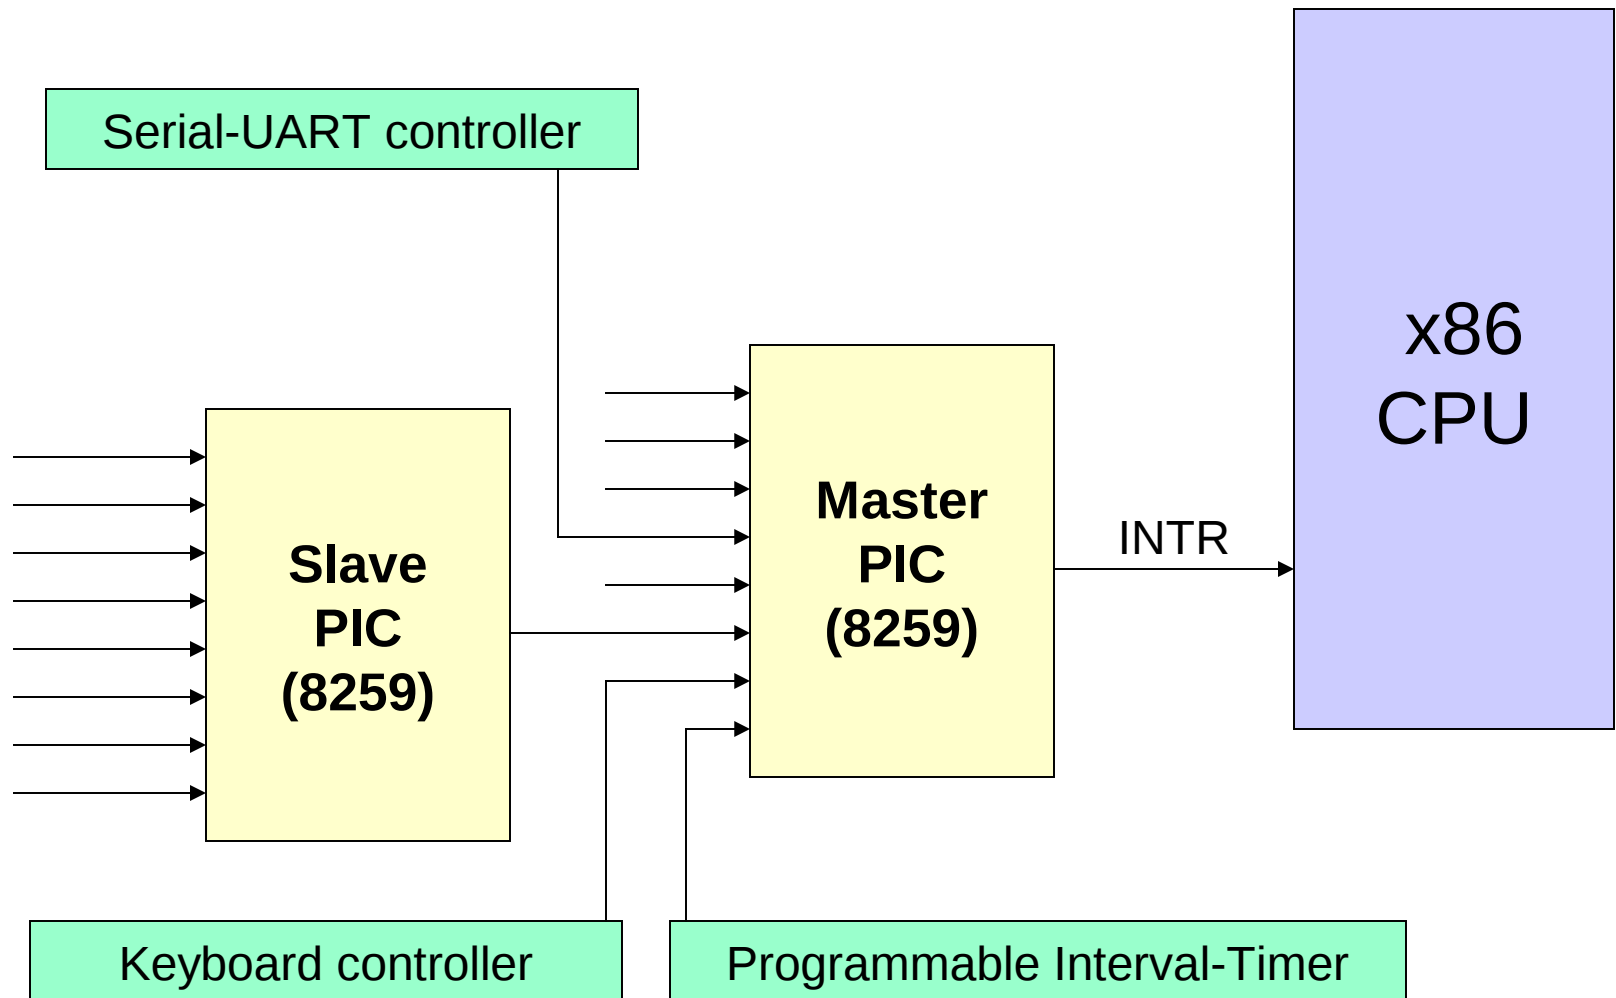 Serial-UART controller
x86
CPU
Master
PIC
(8259)
INTR
Slave
PIC
(8259)
Keyboard controller
Programmable Interval-Timer